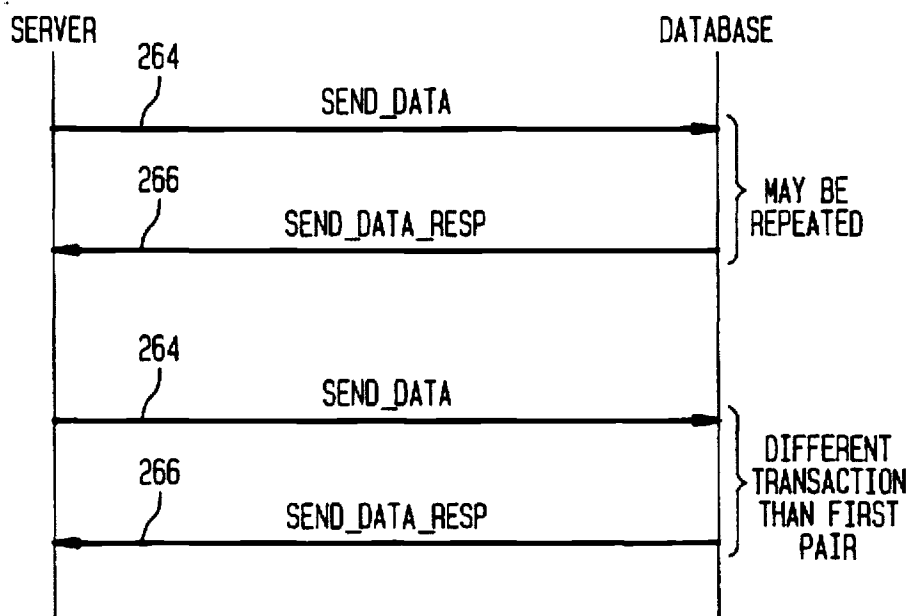 SERVER
DATABASE
264
SEND_DATA
266
SEND_DATA_RESP
MAY BE
REPEATED
264
SEND_DATA
266
SEND_DATA_RESP
DIFFERENT
TRANSACTION
THAN FIRST
PAIR